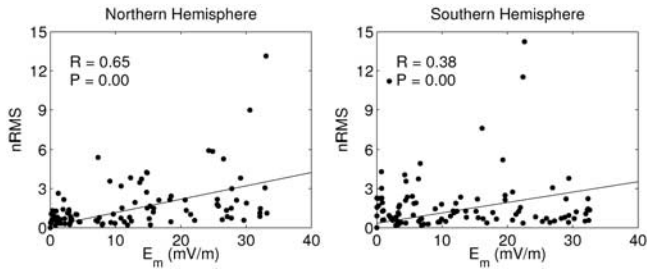 Northern Hemisphere
15
12
9
6
3
0
nRMS
R = 0.65
P = 0.00
0 10 20 30 40
E_m (mV/m)
Southern Hemisphere
15
12
9
6
3
0
nRMS
R = 0.38
P = 0.00
0 10 20 30 40
E_m (mV/m)